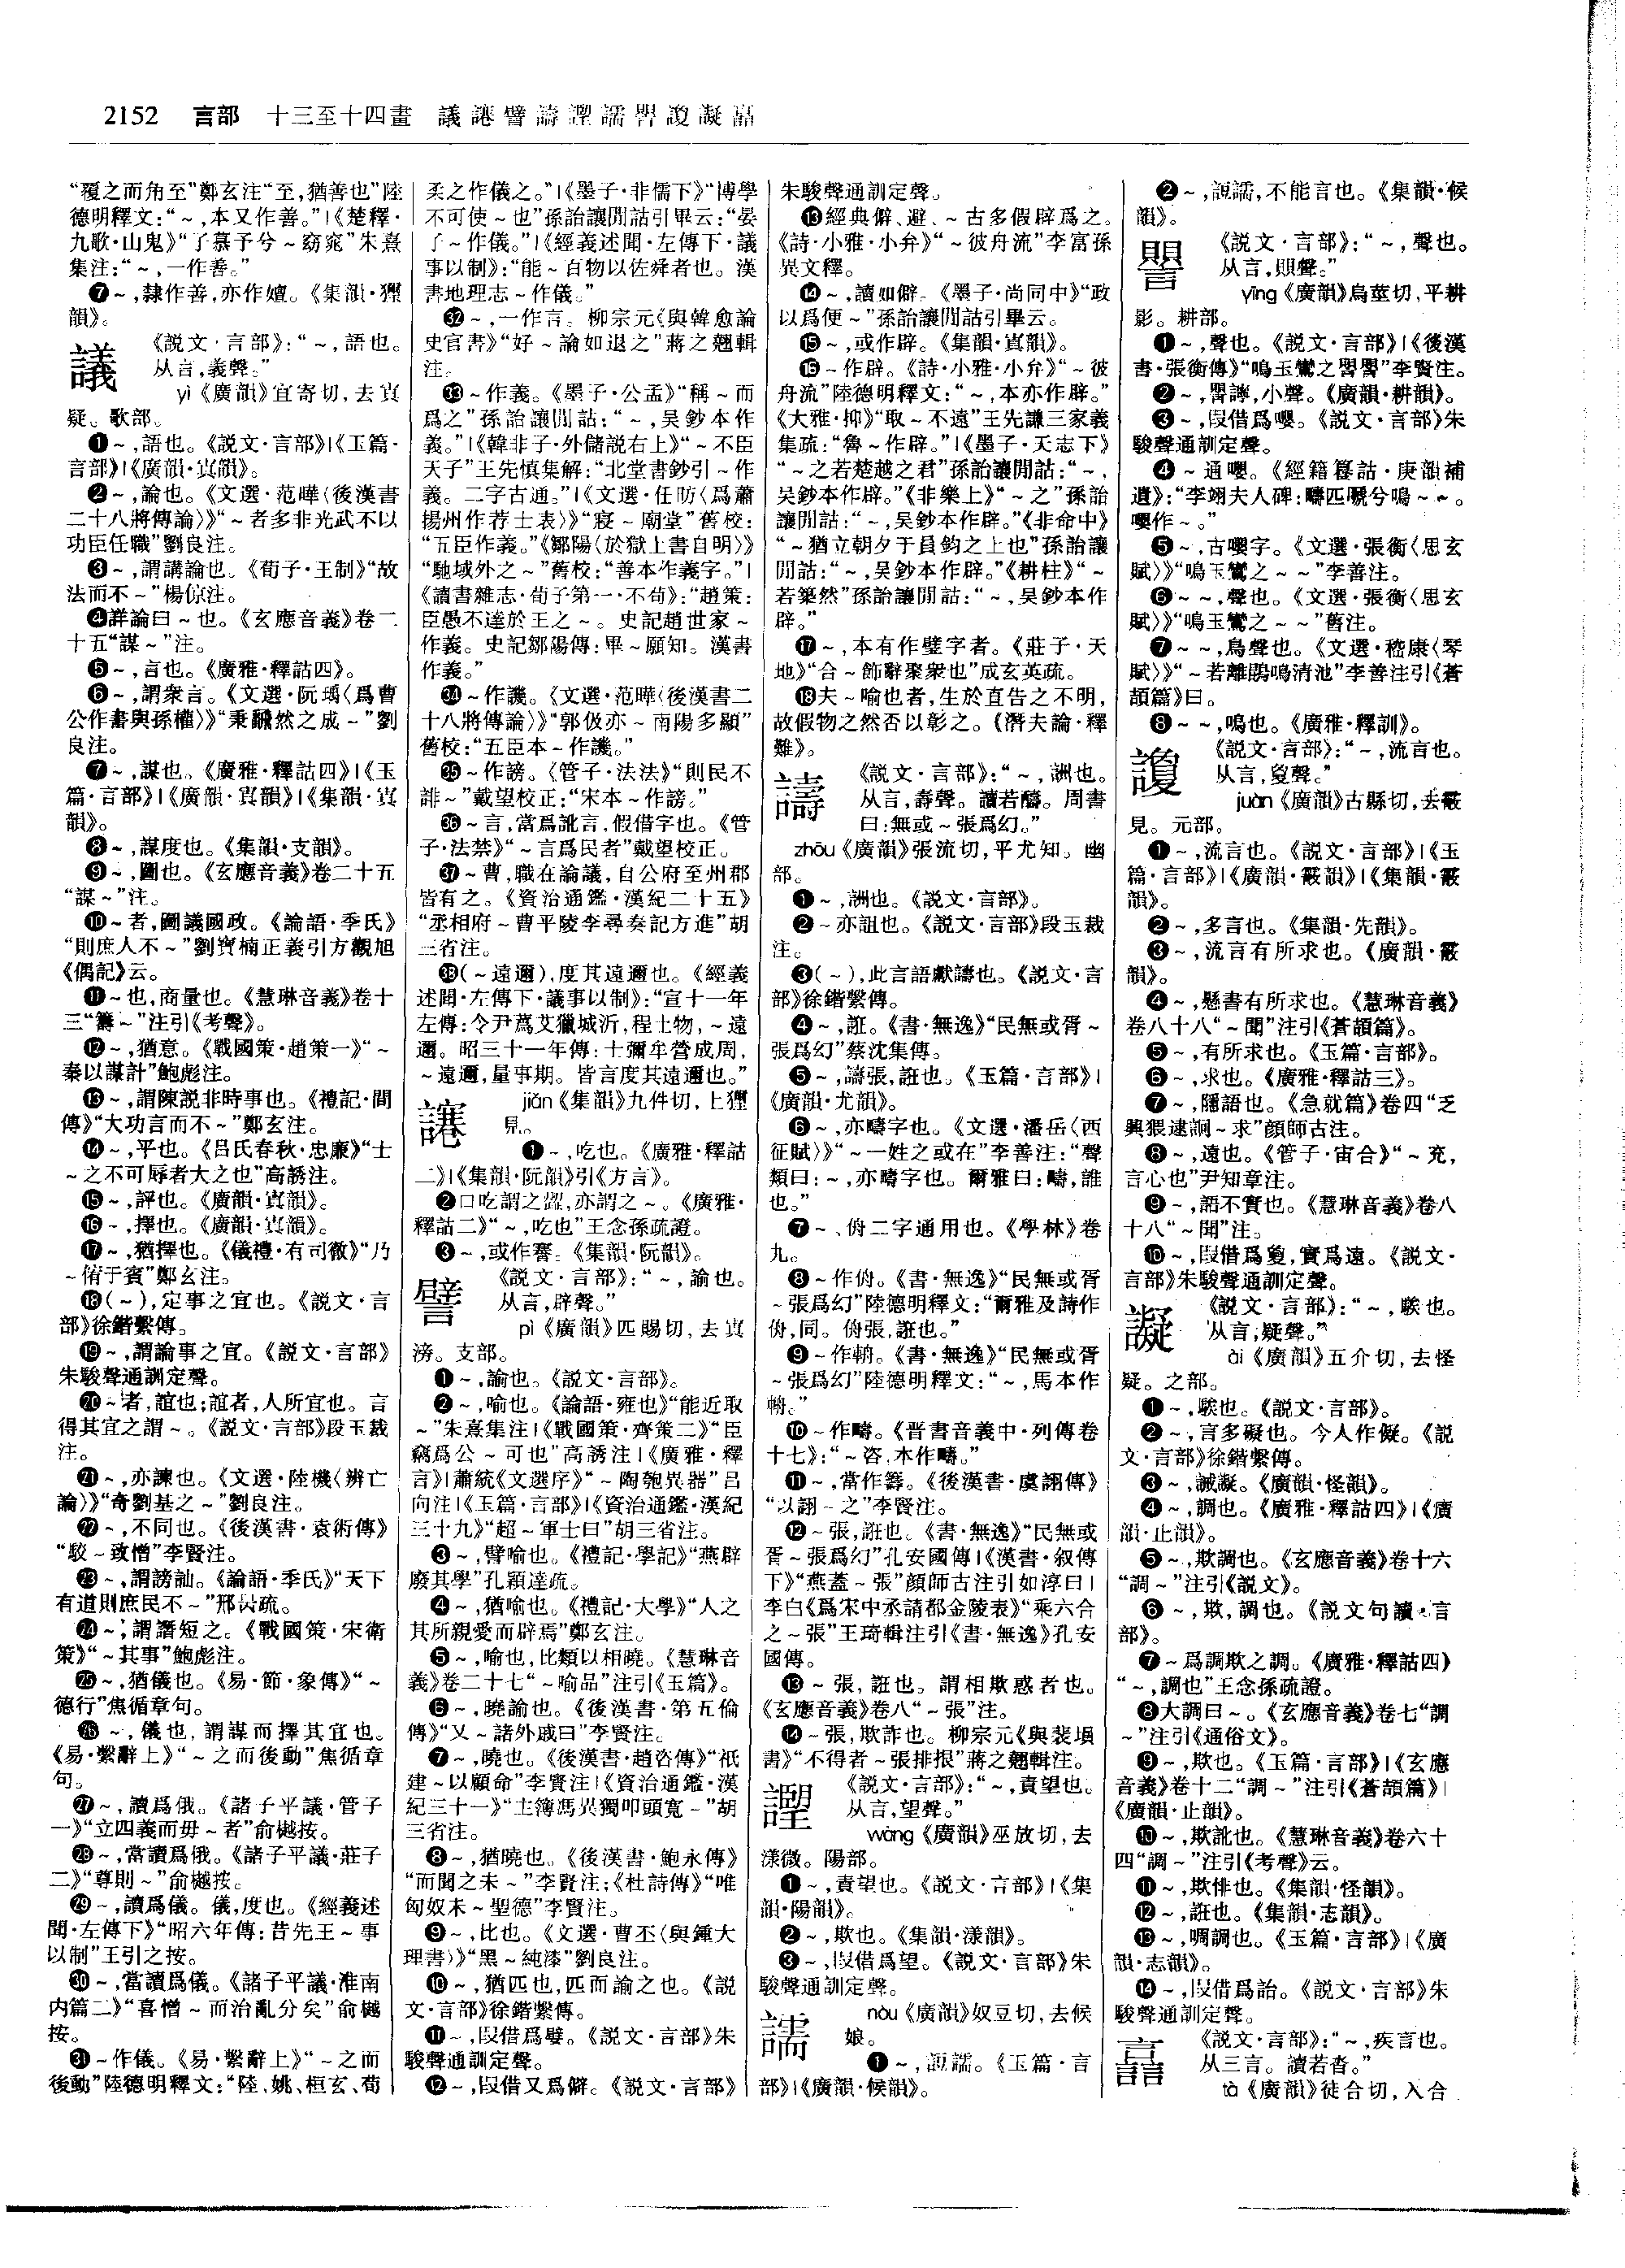 2152 言部 十三至十四畫 議 譴 譬 譸 諲 譳 譻 讂 譺 譶
“覆之而角至”鄭玄注“至,猶善也”陸
德明釋文:“~,本又作善。”|《楚釋·
九歌·山鬼》“子慕予兮~窈窕”朱熹
集注:“~,一作善。”
❼~,隸作善,亦作嬗。《集韻·獮
韻》。
議 《説文·言部》:“~,語也。
从言,義聲。”
yì《廣韻》宜寄切,去寘
疑。歌部。
❶~,語也。《説文·言部》|《玉篇·
言部》|《廣韻·寘韻》。
❷~,論也。《文選·范曄〈後漢書
二十八將傳論〉》“~者多非光武不以
功臣任職”劉良注。
❸~,謂講論也。《荀子·王制》“故
法而不~”楊倞注。
❹詳論曰~也。《玄應音義》卷二
十五“謀~”注。
❺~,言也。《廣雅·釋詁四》。
❻~,謂衆言。《文選·阮瑀〈爲曹
公作書與孫權〉》“秉翻然之成~”劉
良注。
❼~,謀也。《廣雅·釋詁四》|《玉
篇·言部》|《廣韻·寘韻》|《集韻·寘
韻》。
❽~,謀度也。《集韻·支韻》。
❾~,圖也。《玄應音義》卷二十五
“謀~”注。
❿~者,圖議國政。《論語·季氏》
“則庶人不~”劉寶楠正義引方觀旭
《偶記》云。
⓫~也,商量也。《慧琳音義》卷十
三“籌~”注引《考聲》。
⓬~,猶意。《戰國策·趙策一》“~
秦以謀計”鮑彪注。
⓭~,謂陳説非時事也。《禮記·間
傳》“大功言而不~”鄭玄注。
⓮~,平也。《吕氏春秋·忠廉》“士
~之不可辱者大之也”高誘注。
⓯~,評也。《廣韻·寘韻》。
⓰~,擇也。《廣韻·寘韻》。
⓱~,猶擇也。《儀禮·有司徹》“乃
~侑于賓”鄭玄注。
⓲(~),定事之宜也。《説文·言
部》徐鍇繫傳。
⓳~,謂論事之宜。《説文·言部》
朱駿聲通訓定聲。
⓴~者,誼也;誼者,人所宜也。言
得其宜之謂~。《説文·言部》段玉裁
注。
㉑~,亦諫也。《文選·陸機〈辨亡
論〉》“奇劉基之~”劉良注。
㉒~,不同也。《後漢書·袁術傳》
“駁~致憎”李賢注。
㉓~,謂謗訕。《論語·季氏》“天下
有道則庶民不~”邢昺疏。
㉔~,謂譖短之。《戰國策·宋衛
策》“~其事”鮑彪注。
㉕~,猶儀也。《易·節·象傳》“~
德行”焦循章句。
㉖~,儀也,謂謀而擇其宜也。
《易·繫辭上》“~之而後動”焦循章
句。
㉗~,讀爲俄。《諸子平議·管子
一》“立四義而毋~者”俞樾按。
㉘~,當讀爲俄。《諸子平議·莊子
二》“尊則~”俞樾按。
㉙~,讀爲儀。儀,度也。《經義述
聞·左傳下》“昭六年傳:昔先王~事
以制”王引之按。
㉚~,當讀爲儀。《諸子平議·淮南
内篇二》“喜憎~而治亂分矣”俞樾
按。
㉛~作儀。《易·繫辭上》“~之而
後動”陸德明釋文:“陸、姚、桓玄、荀
柔之作儀之。”|《墨子·非儒下》“博學
不可使~也”孫詒讓閒詁引畢云:“晏
子~作儀。”|《經義述聞·左傳下·議
事以制》:“能~百物以佐舜者也。漢
書地理志~作儀。”
㉜~,一作言。柳宗元《與韓愈論
史官書》“好~論如退之”蔣之翹輯
注。
㉝~作義。《墨子·公孟》“稱~而
爲之”孫詒讓閒詁:“~,吴鈔本作
義。”|《韓非子·外儲説右上》“~不臣
天子”王先慎集解:“北堂書鈔引~作
義。二字古通。”|《文選·任昉〈爲蕭
揚州作荐士表〉》“寢~廟堂”舊校:
“五臣作義。”《鄒陽〈於獄上書自明〉》
“馳域外之~”舊校:“善本作義字。”|
《讀書雜志·荀子第一·不苟》:“趙策:
臣愚不達於王之~。史記趙世家~
作義。史記鄒陽傳:畢~願知。漢書
作義。”
㉞~作譏。《文選·范曄〈後漢書二
十八將傳論〉》“郭伋亦~南陽多顯”
舊校:“五臣本~作譏。”
㉟~作謗。《管子·法法》“則民不
誹~”戴望校正:“宋本~作謗。”
㊱~言,當爲訛言,假借字也。《管
子·法禁》“~言爲民者”戴望校正。
㊲~曹,職在論議,自公府至州郡
皆有之。《資治通鑑·漢紀二十五》
“丞相府~曹平陵李尋奏記方進”胡
三省注。
㊳(~遠邇),度其遠邇也。《經義
述聞·左傳下·議事以制》:“宣十一年
左傳:令尹蔿艾獵城沂,程土物,~遠
邇。昭三十一年傳:士彌牟營成周,
~遠邇,量事期。皆言度其遠邇也。”
jiǎn《集韻》九件切,上獮
見。
❶~,吃也。《廣雅·釋詁
二》|《集韻·阮韻》引《方言》。
❷口吃謂之䛰,亦謂之~。《廣雅·
釋詁二》“~,吃也”王念孫疏證。
❸~,或作謇。《集韻·阮韻》。
譬 《説文·言部》:“~,諭也。
从言,辟聲。”
pì《廣韻》匹賜切,去寘
滂。支部。
❶~,諭也。《説文·言部》。
❷~,喻也。《論語·雍也》“能近取
~”朱熹集注|《戰國策·齊策二》“臣
竊爲公~可也”高誘注|《廣雅·釋
言》|蕭統《文選序》“~陶匏異器”吕
向注|《玉篇·言部》|《資治通鑑·漢紀
三十九》“超~軍士曰”胡三省注。
❸~,譬喻也。《禮記·學記》“燕辟
廢其學”孔穎達疏。
❹~,猶喻也。《禮記·大學》“人之
其所親愛而辟焉”鄭玄注。
❺~,喻也,比類以相曉。《慧琳音
義》卷二十七“~喻品”注引《玉篇》。
❻~,曉諭也。《後漢書·第五倫
傳》“又~諸外戚曰”李賢注。
❼~,曉也。《後漢書·趙咨傳》“祇
建~以顧命”李賢注|《資治通鑑·漢
紀三十一》“主簿馮異獨叩頭寬~”胡
三省注。
❽~,猶曉也。《後漢書·鮑永傳》
“而聞之未~”李賢注;《杜詩傳》“唯
匈奴未~聖德”李賢注。
❾~,比也。《文選·曹丕〈與鍾大
理書〉》“黑~純漆”劉良注。
❿~,猶匹也,匹而諭之也。《説
文·言部》徐鍇繫傳。
⓫~,叚借爲嬖。《説文·言部》朱
駿聲通訓定聲。
⓬~,叚借又爲僻。《説文·言部》
朱駿聲通訓定聲。
⓭經典僻、避、~古多假辟爲之。
《詩·小雅·小弁》“~彼舟流”李富孫
異文釋。
⓮~,讀如僻。《墨子·尚同中》“政
以爲便~”孫詒讓閒詁引畢云。
⓯~,或作辟。《集韻·寘韻》。
⓰~作辟。《詩·小雅·小弁》“~彼
舟流”陸德明釋文:“~,本亦作辟。”
《大雅·抑》“取~不遠”王先謙三家義
集疏:“魯~作辟。”|《墨子·天志下》
“~之若楚越之君”孫詒讓閒詁:“~,
吴鈔本作辟。”《非樂上》“~之”孫詒
讓閒詁:“~,吴鈔本作辟。”《非命中》
“~猶立朝夕于員鈞之上也”孫詒讓
閒詁:“~,吴鈔本作辟。”《耕柱》“~
若築然”孫詒讓閒詁:“~,吴鈔本作
辟。”
⓱~,本有作璧字者。《莊子·天
地》“合~飾辭聚衆也”成玄英疏。
⓲夫~喻也者,生於直告之不明,
故假物之然否以彰之。《潛夫論·釋
難》。
譸 《説文·言部》:“~,詶也。
从言,壽聲。讀若醻。周書
曰:無或~張爲幻。”
zhōu《廣韻》張流切,平尤知。幽
部。
❶~,詶也。《説文·言部》。
❷~亦詛也。《説文·言部》段玉裁
注。
❸(~),此言語獻譸也。《説文·言
部》徐鍇繫傳。
❹~,誑。《書·無逸》“民無或胥~
張爲幻”蔡沈集傳。
❺~,譸張,誑也。《玉篇·言部》|
《廣韻·尤韻》。
❻~,亦疇字也。《文選·潘岳〈西
征賦〉》“~一姓之或在”李善注:“聲
類曰:~,亦疇字也。爾雅曰:疇,誰
也。”
❼~、侜二字通用也。《學林》卷
九。
❽~作侜。《書·無逸》“民無或胥
~張爲幻”陸德明釋文:“爾雅及詩作
侜,同。侜張,誑也。”
❾~作輈。《書·無逸》“民無或胥
~張爲幻”陸德明釋文:“~,馬本作
輈。”
❿~作疇。《晋書音義中·列傳卷
十七》:“~咨,本作疇。”
⓫~,當作籌。《後漢書·虞詡傳》
“以詡~之”李賢注。
⓬~張,誑也。《書·無逸》“民無或
胥~張爲幻”孔安國傳|《漢書·叙傳
下》“燕蓋~張”顔師古注引如淳曰|
李白《爲宋中丞請都金陵表》“乘六合
之~張”王琦輯注引《書·無逸》孔安
國傳。
⓭~張,誑也。謂相欺惑者也。
《玄應音義》卷八“~張”注。
⓮~張,欺詐也。柳宗元《與裴塤
書》“不得者~張排恨”蔣之翹輯注。
《説文·言部》:“~,責望也。
从言,望聲。”
wàng《廣韻》巫放切,去
漾微。陽部。
❶~,責望也。《説文·言部》|《集
韻·陽韻》。
❷~,欺也。《集韻·漾韻》。
❸~,叚借爲望。《説文·言部》朱
駿聲通訓定聲。
譳 nòu《廣韻》奴豆切,去候
娘。
❶~,䛠譳。《玉篇·言
部》|《廣韻·候韻》。
❷~,䛠譳,不能言也。《集韻·候
韻》。
譻 《説文·言部》:“~,聲也。
从言,賏聲。”
yīng《廣韻》烏莖切,平耕
影。耕部。
❶~,聲也。《説文·言部》|《後漢
書·張衡傳》“鳴玉鸞之譻譻”李賢注。
❷~,譻譝,小聲。《廣韻·耕韻》。
❸~,叚借爲嚶。《説文·言部》朱
駿聲通訓定聲。
❹~通嚶。《經籍籑詁·庚韻補
遺》:“李翊夫人碑:疇匹嚈兮鳴~~。
嚶作~。”
❺~,古嚶字。《文選·張衡〈思玄
賦〉》“鳴玉鸞之~~”李善注。
❻~~,聲也。《文選·張衡〈思玄
賦〉》“鳴玉鸞之~~”舊注。
❼~~,鳥聲也。《文選·嵇康〈琴
賦〉》“~若離鵾鳴清池”李善注引《蒼
頡篇》曰。
❽~~,鳴也。《廣雅·釋訓》。
讂 《説文·言部》:“~,流言也。
从言,夐聲。”
juàn《廣韻》古縣切,去霰
見。元部。
❶~,流言也。《説文·言部》|《玉
篇·言部》|《廣韻·霰韻》|《集韻·霰
韻》。
❷~,多言也。《集韻·先韻》。
❸~,流言有所求也。《廣韻·霰
韻》。
❹~,懸書有所求也。《慧琳音義》
卷八十八“~聞”注引《蒼頡篇》。
❺~,有所求也。《玉篇·言部》。
❻~,求也。《廣雅·釋詁三》。
❼~,隱語也。《急就篇》卷四“乏
興猥逮詗~求”顔師古注。
❽~,遠也。《管子·宙合》“~充,
言心也”尹知章注。
❾~,語不實也。《慧琳音義》卷八
十八“~聞”注。
❿~,叚借爲夐,實爲遠。《説文·
言部》朱駿聲通訓定聲。
譺 《説文·言部》:“~,騃也。
从言,疑聲。”
ài《廣韻》五介切,去怪
疑。之部。
❶~,騃也。《説文·言部》。
❷~,言多礙也。今人作儗。《説
文·言部》徐鍇繫傳。
❸~,誡譺。《廣韻·怪韻》。
❹~,調也。《廣雅·釋詁四》|《廣
韻·止韻》。
❺~,欺調也。《玄應音義》卷十六
“調~”注引《説文》。
❻~,欺,調也。《説文句讀·言
部》。
❼~爲調欺之調。《廣雅·釋詁四》
“~,調也”王念孫疏證。
❽大調曰~。《玄應音義》卷七“調
~”注引《通俗文》。
❾~,欺也。《玉篇·言部》|《玄應
音義》卷十二“調~”注引《蒼頡篇》|
《廣韻·止韻》。
❿~,欺訛也。《慧琳音義》卷六十
四“調~”注引《考聲》云。
⓫~,欺俳也。《集韻·怪韻》。
⓬~,誑也。《集韻·志韻》。
⓭~,啁調也。《玉篇·言部》|《廣
韻·志韻》。
⓮~,叚借爲詒。《説文·言部》朱
駿聲通訓定聲。
譶 《説文·言部》:“~,疾言也。
从三言。讀若沓。”
tà《廣韻》徒合切,入合